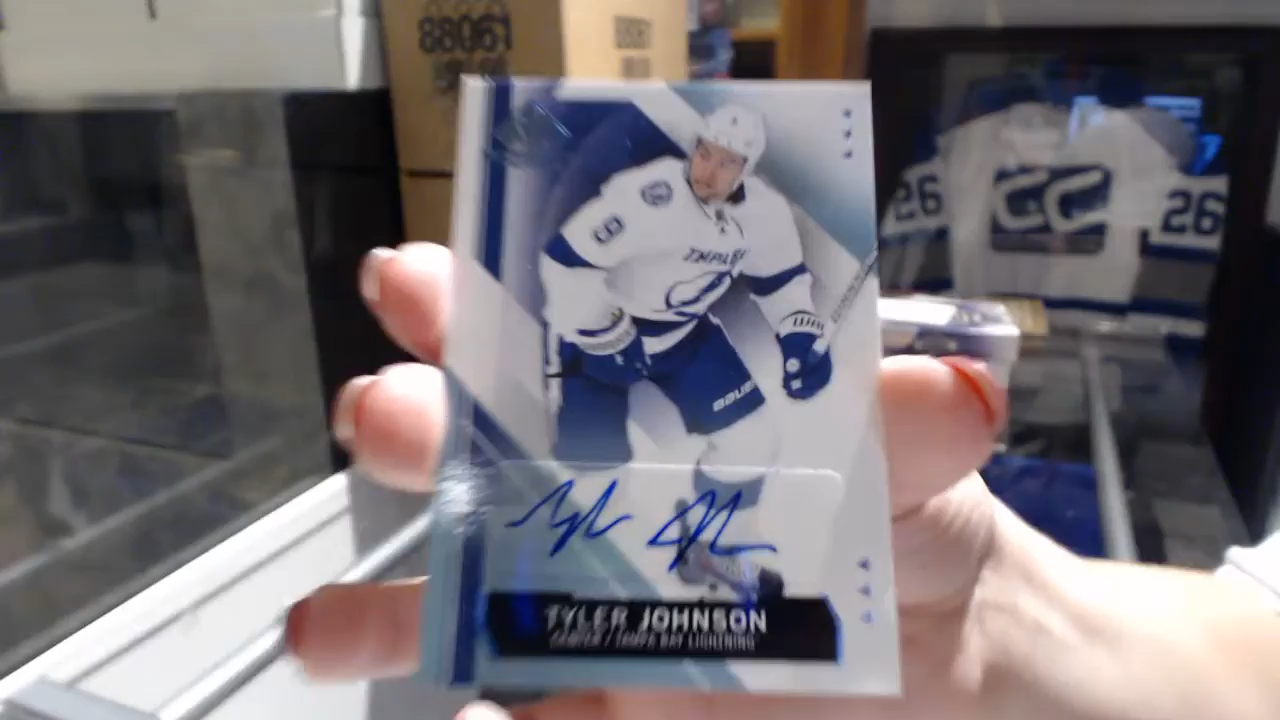 88061
26
26
9
TAMPA BAY
BAUER
TYLER JOHNSON
CENTER / TAMPA BAY LIGHTNING